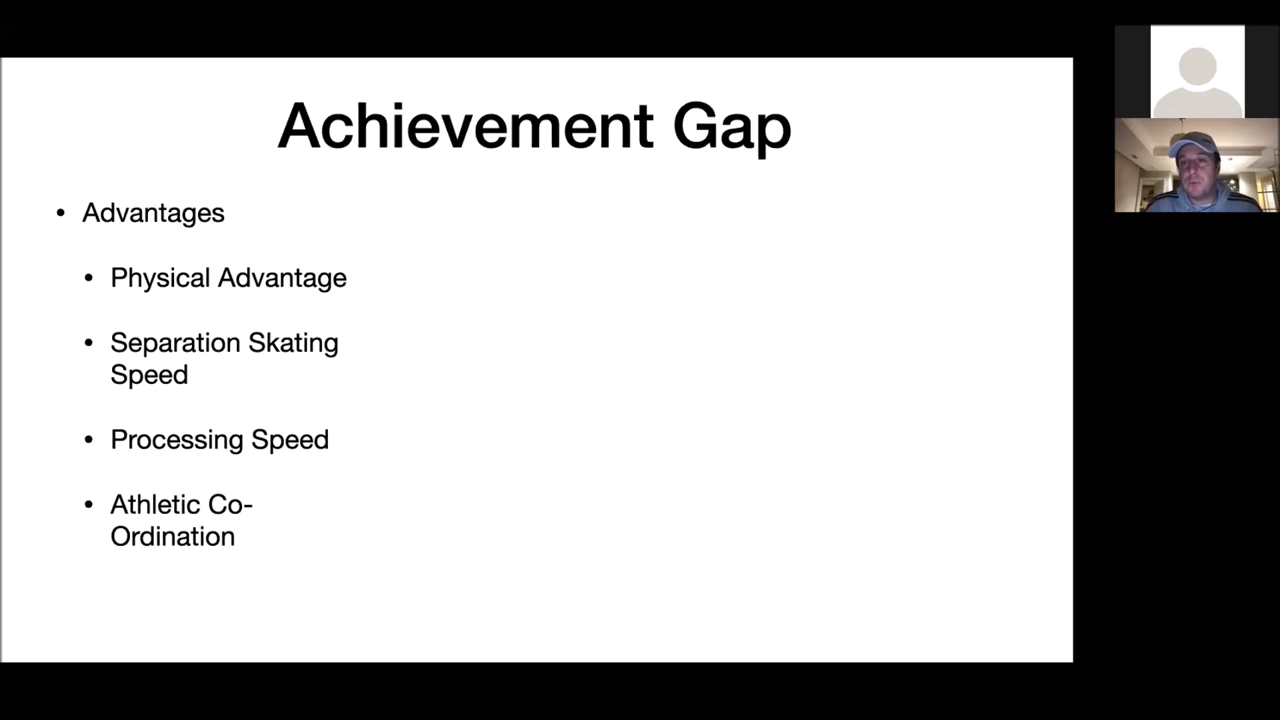 Achievement Gap
• Advantages
• Physical Advantage
• Separation Skating
Speed
• Processing Speed
• Athletic Co-
Ordination